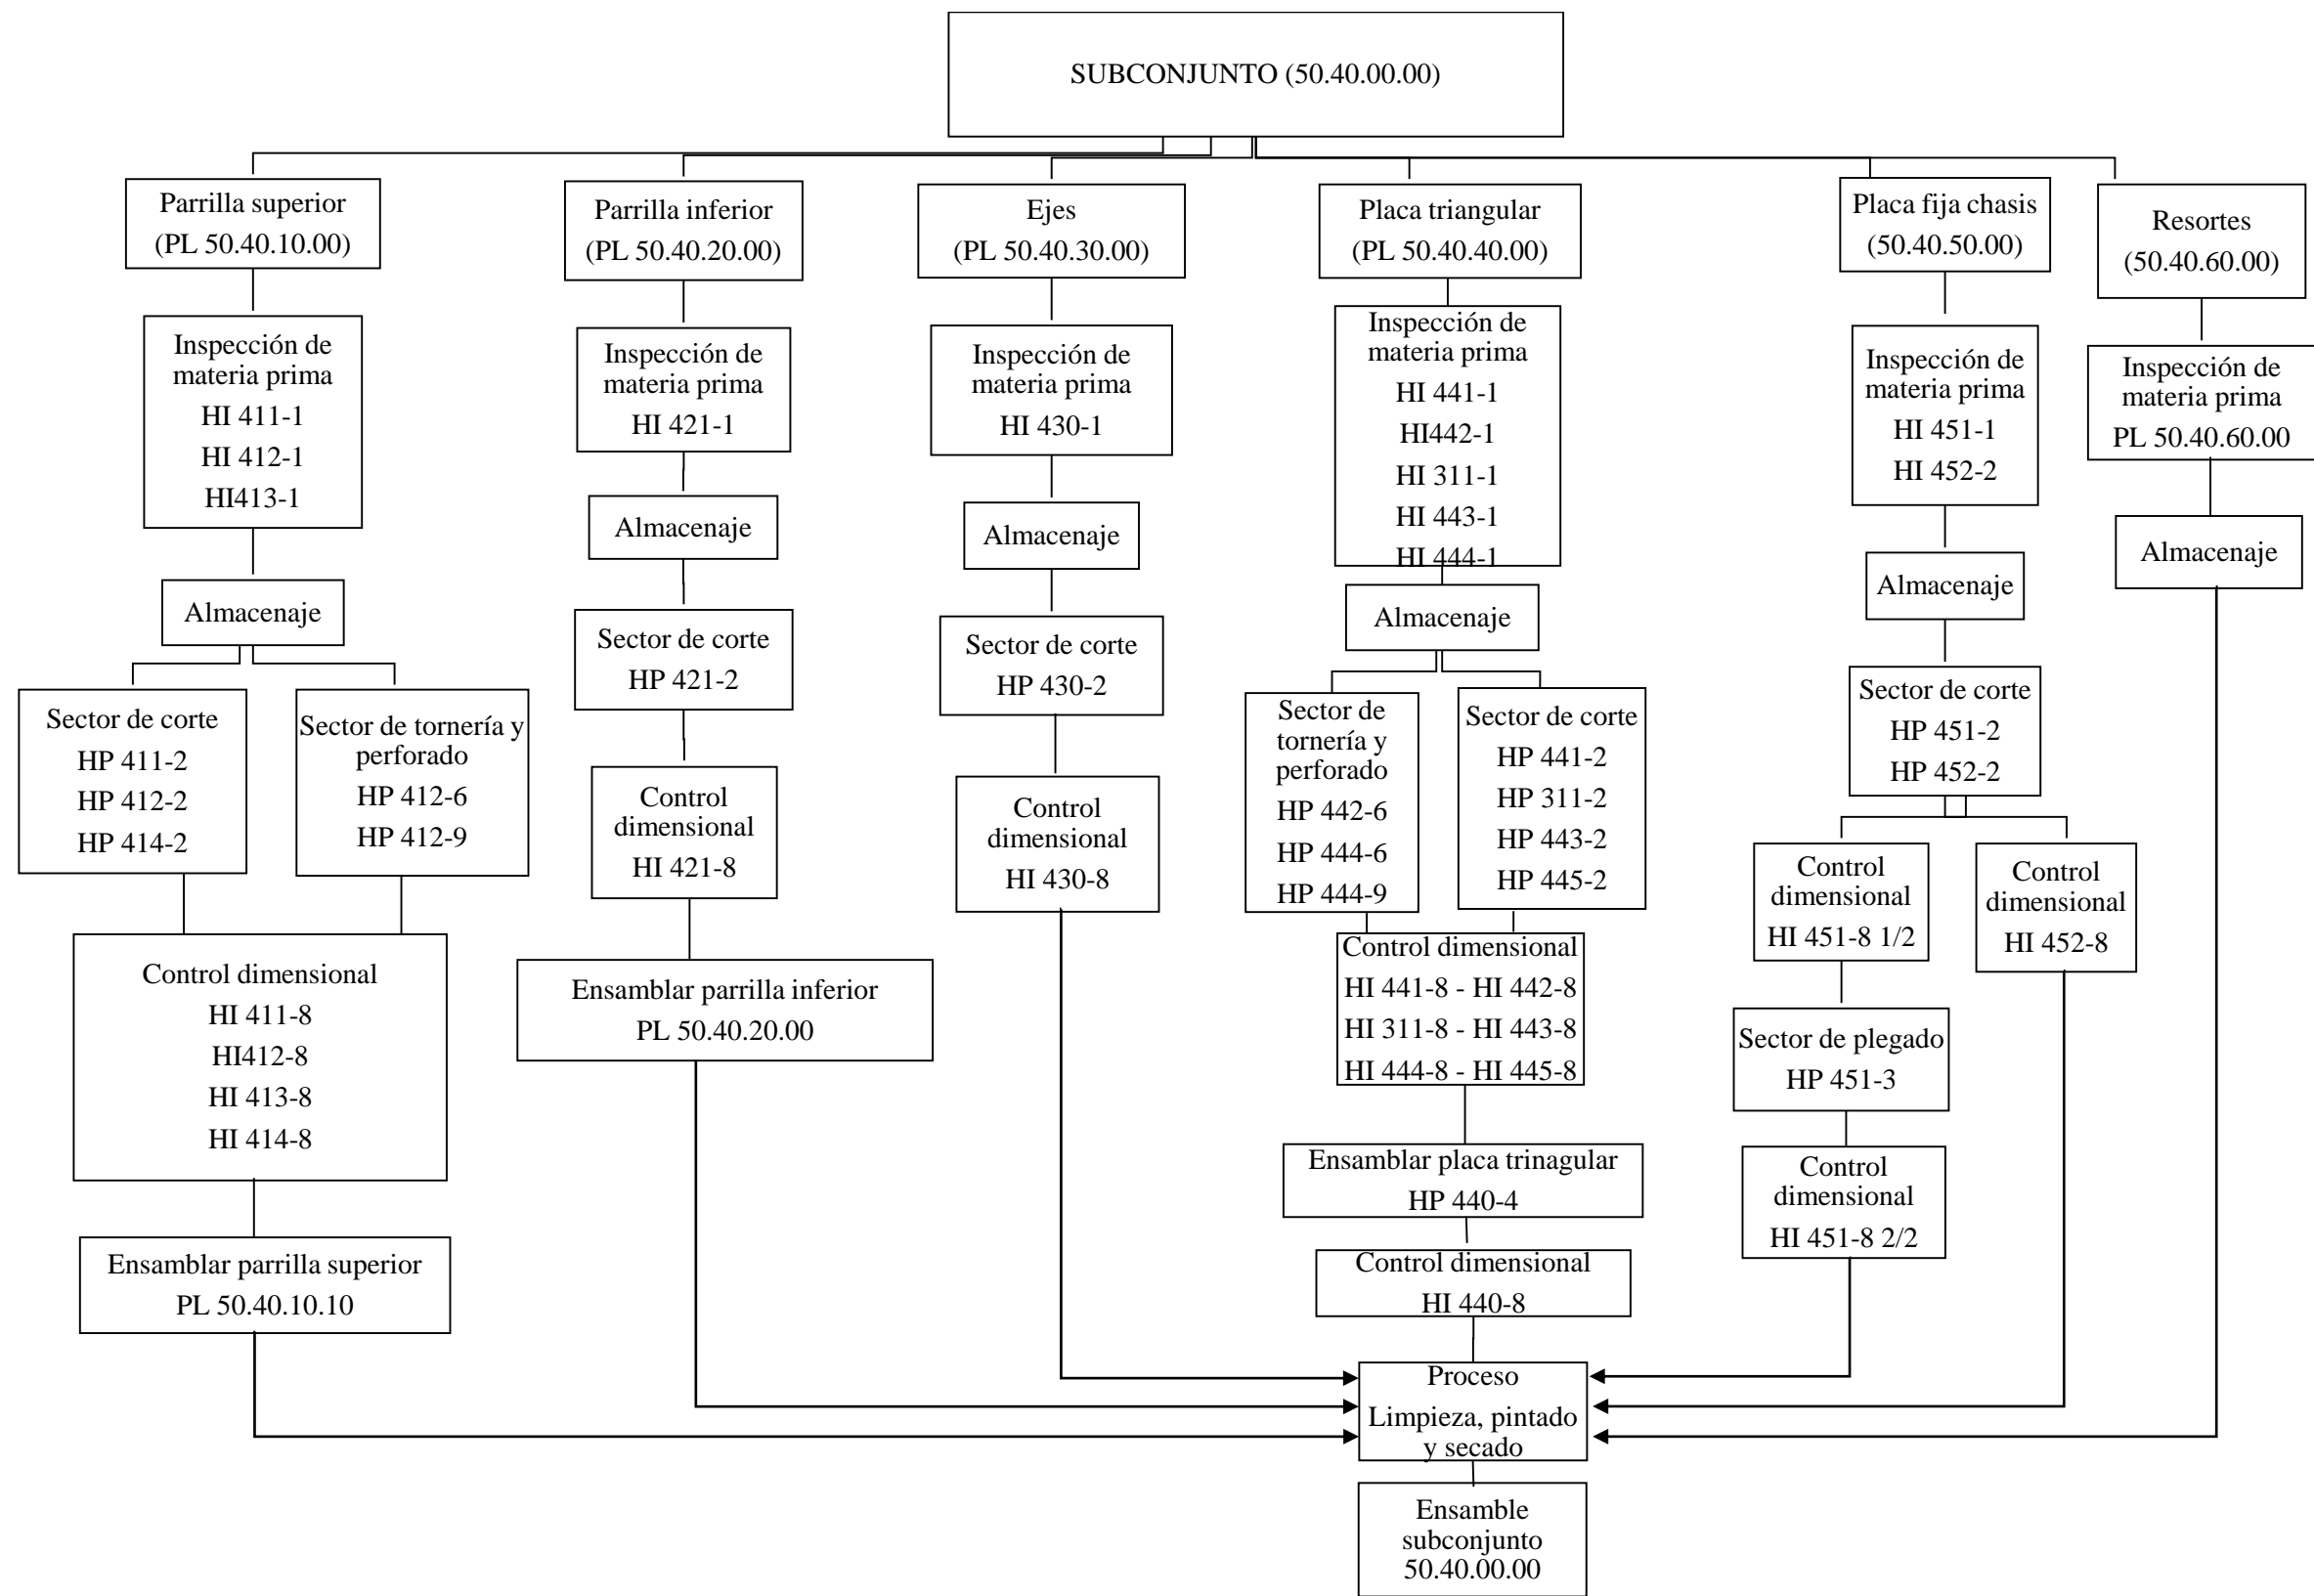 SUBCONJUNTO (50.40.00.00)
Parrilla superior
(PL 50.40.10.00)
Inspección de
materia prima
HI 411-1
HI 412-1
HI413-1
Almacenaje
Sector de corte
HP 411-2
HP 412-2
HP 414-2
Sector de tornería y
perforado
HP 412-6
HP 412-9
Control dimensional
HI 411-8
HI412-8
HI 413-8
HI 414-8
Ensamblar parrilla superior
PL 50.40.10.10
Parrilla inferior
(PL 50.40.20.00)
Inspección de
materia prima
HI 421-1
Almacenaje
Sector de corte
HP 421-2
Control
dimensional
HI 421-8
Ensamblar parrilla inferior
PL 50.40.20.00
Ejes
(PL 50.40.30.00)
Inspección de
materia prima
HI 430-1
Almacenaje
Sector de corte
HP 430-2
Control
dimensional
HI 430-8
Placa triangular
(PL 50.40.40.00)
Inspección de
materia prima
HI 441-1
HI442-1
HI 311-1
HI 443-1
HI 444-1
Almacenaje
Sector de
tornería y
perforado
HP 442-6
HP 444-6
HP 444-9
Sector de corte
HP 441-2
HP 311-2
HP 443-2
HP 445-2
Control dimensional
HI 441-8 - HI 442-8
HI 311-8 - HI 443-8
HI 444-8 - HI 445-8
Ensamblar placa trinagular
HP 440-4
Control dimensional
HI 440-8
Placa fija chasis
(50.40.50.00)
Inspección de
materia prima
HI 451-1
HI 452-2
Almacenaje
Sector de corte
HP 451-2
HP 452-2
Control
dimensional
HI 451-8 1/2
Sector de plegado
HP 451-3
Control
dimensional
HI 451-8 2/2
Control
dimensional
HI 452-8
Resortes
(50.40.60.00)
Inspección de
materia prima
PL 50.40.60.00
Almacenaje
Proceso
Limpieza, pintado
y secado
Ensamble
subconjunto
50.40.00.00